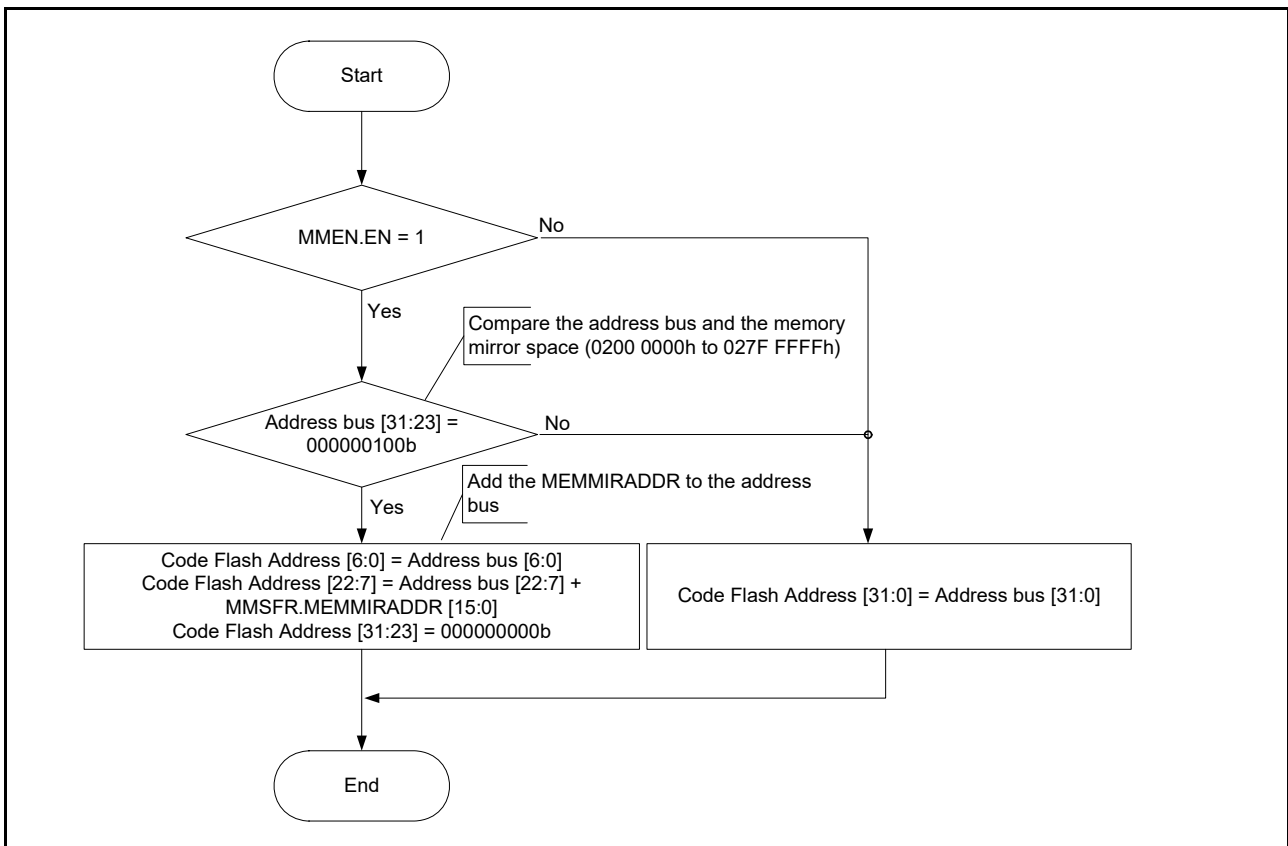 Start
MMEN.EN = 1
No
Yes
Compare the address bus and the memory
mirror space (0200 0000h to 027F FFFFh)
Address bus [31:23] =
000000100b
No
Yes
Add the MEMMIRADDR to the address
bus
Code Flash Address [6:0] = Address bus [6:0]
Code Flash Address [22:7] = Address bus [22:7] +
MMSFR.MEMMIRADDR [15:0]
Code Flash Address [31:23] = 000000000b
Code Flash Address [31:0] = Address bus [31:0]
End